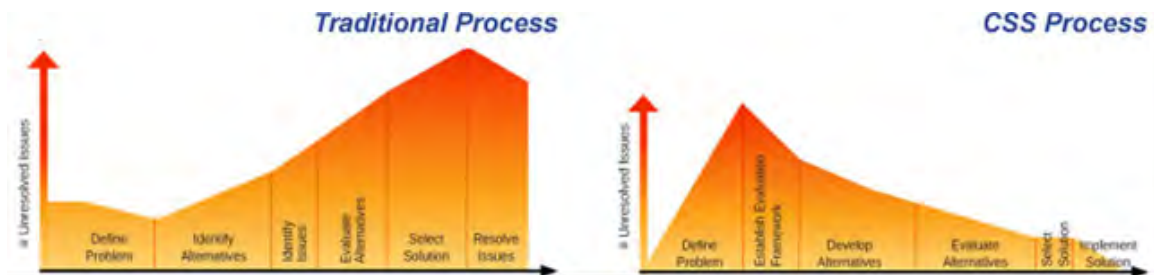 Traditional Process
# Unresolved Issues
Define
Problem
Identify
Alternatives
Identify
Issues
Evaluate
Alternatives
Select
Solution
Resolve
Issues
CSS Process
# Unresolved Issues
Define
Problem
Establish Evaluation
Framework
Develop
Alternatives
Evaluate
Alternatives
Select
Solution
Implement
Solution